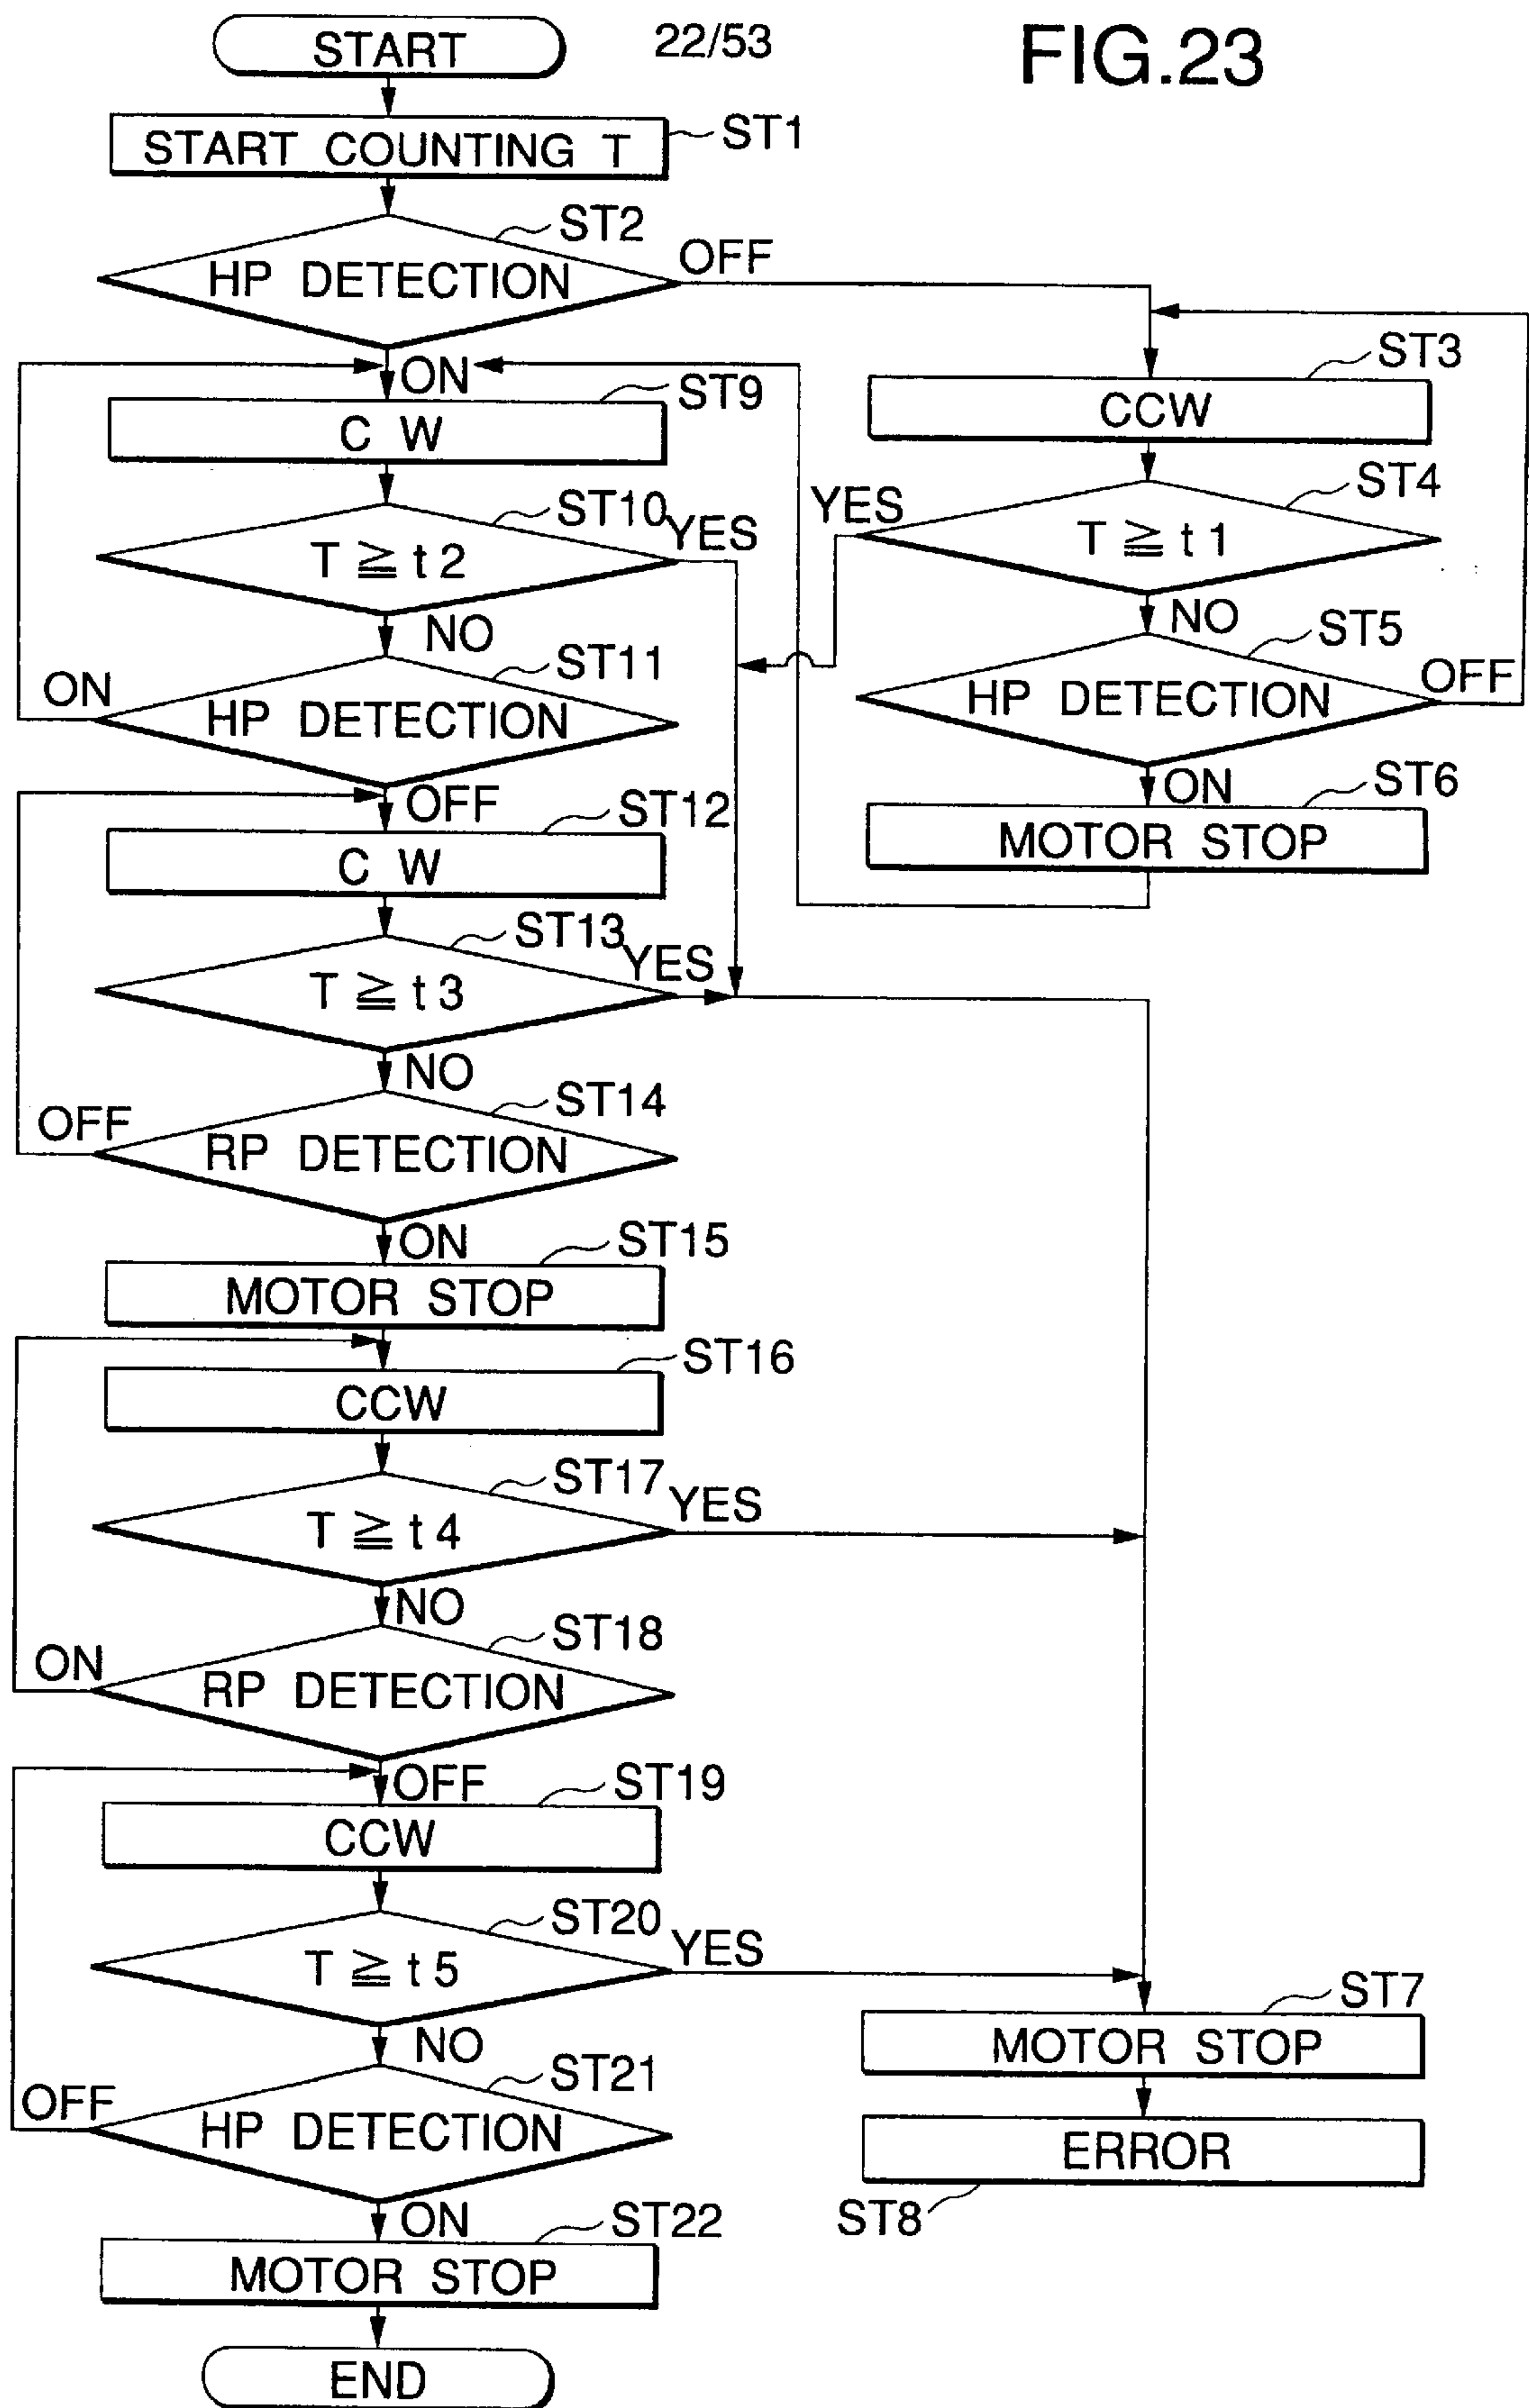 22/53
FIG.23
START
START COUNTING T
ST1
HP DETECTION
ST2
OFF
ON
C W
ST9
T ≧ t 2
ST10
YES
NO
HP DETECTION
ST11
ON
OFF
CCW
ST3
T ≧ t 1
ST4
YES
NO
HP DETECTION
ST5
OFF
ON
MOTOR STOP
ST6
C W
ST12
T ≧ t 3
ST13
YES
NO
RP DETECTION
ST14
OFF
ON
MOTOR STOP
ST15
CCW
ST16
T ≧ t 4
ST17
YES
NO
RP DETECTION
ST18
ON
OFF
CCW
ST19
T ≧ t 5
ST20
YES
NO
HP DETECTION
ST21
OFF
ON
MOTOR STOP
ST22
END
MOTOR STOP
ST7
ERROR
ST8